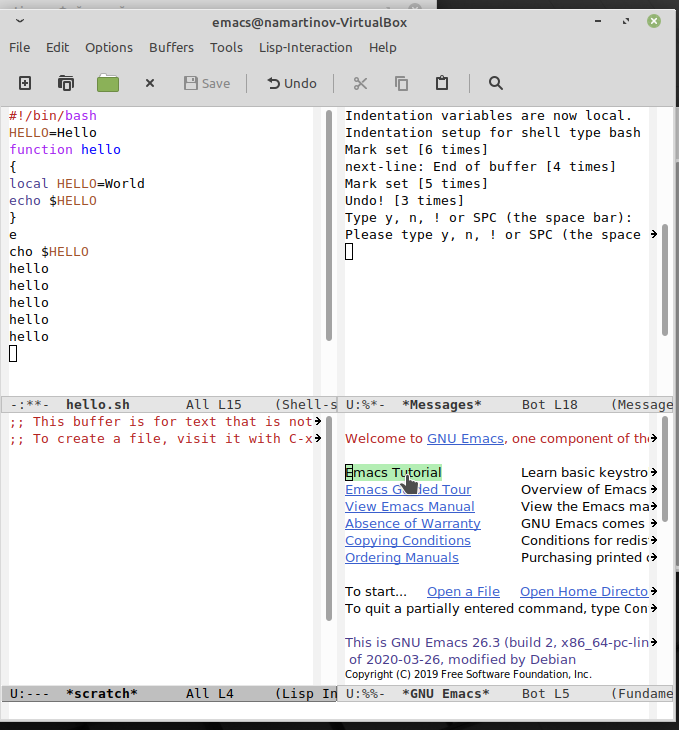 emacs@namartinov-VirtualBox
File Edit Options Buffers Tools Lisp-Interaction Help
Save Undo
#!/bin/bash
HELLO=Hello
function hello
{
local HELLO=World
echo $HELLO
}
e
cho $HELLO
hello
hello
hello
hello
hello
-:**- hello.sh All L15 (Shell-s
Indentation variables are now local.
Indentation setup for shell type bash
Mark set [6 times]
next-line: End of buffer [4 times]
Mark set [5 times]
Undo! [3 times]
Type y, n, ! or SPC (the space bar):
Please type y, n, ! or SPC (the space
U:%*- *Messages* Bot L18 (Message
;; This buffer is for text that is not
;; To create a file, visit it with C-x
U:--- *scratch* All L4 (Lisp In
Welcome to GNU Emacs, one component of the
Emacs Tutorial Learn basic keystro
Emacs Guided Tour Overview of Emacs
View Emacs Manual View the Emacs ma
Absence of Warranty GNU Emacs comes
Copying Conditions Conditions for redis
Ordering Manuals Purchasing printed c
To start... Open a File Open Home Directo
To quit a partially entered command, type Con
This is GNU Emacs 26.3 (build 2, x86_64-pc-lin
of 2020-03-26, modified by Debian
Copyright (C) 2019 Free Software Foundation, Inc.
U:%%- *GNU Emacs* Bot L5 (Fundame